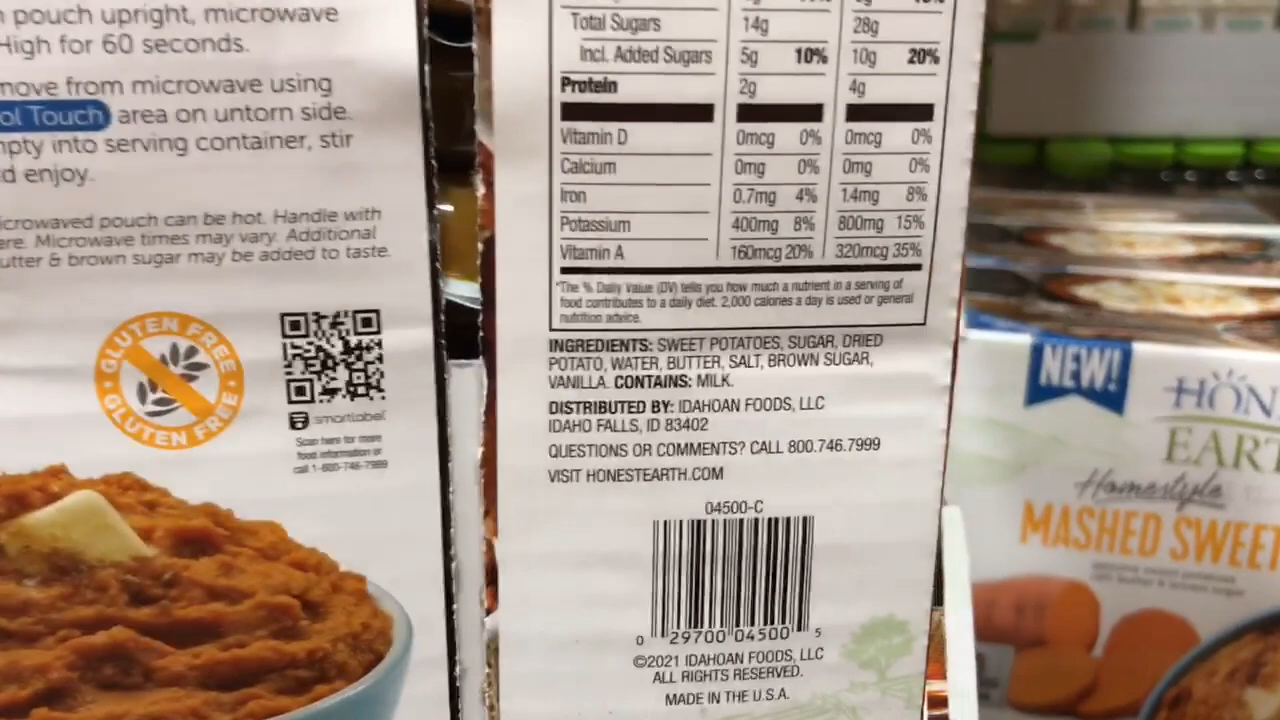 pouch upright, microwave
High for 60 seconds.
move from microwave using
ol Touch area on untorn side.
mpty into serving container, stir
d enjoy.
icrowaved pouch can be hot. Handle with
ere. Microwave times may vary. Additional
utter & brown sugar may be added to taste.
GLUTEN FREE
GLUTEN FREE
smartlabel
Scan here for more
food information or
call 1-800-746-7999
Total Sugars 14g 28g
Incl. Added Sugars 5g 10% 10g 20%
Protein 2g 4g
Vitamin D 0mcg 0% 0mcg 0%
Calcium 0mg 0% 0mg 0%
Iron 0.7mg 4% 1.4mg 8%
Potassium 400mg 8% 800mg 15%
Vitamin A 160mcg 20% 320mcg 35%
*The % Daily Value (DV) tells you how much a nutrient in a serving of
food contributes to a daily diet. 2,000 calories a day is used or general
nutrition advice.
INGREDIENTS: SWEET POTATOES, SUGAR, DRIED
POTATO, WATER, BUTTER, SALT, BROWN SUGAR,
VANILLA. CONTAINS: MILK.
DISTRIBUTED BY: IDAHOAN FOODS, LLC
IDAHO FALLS, ID 83402
QUESTIONS OR COMMENTS? CALL 800.746.7999
VISIT HONESTEARTH.COM
04500-C
0 29700 04500 5
©2021 IDAHOAN FOODS, LLC
ALL RIGHTS RESERVED.
MADE IN THE U.S.A.
NEW!
HON
EART
Homestyle
MASHED SWEET